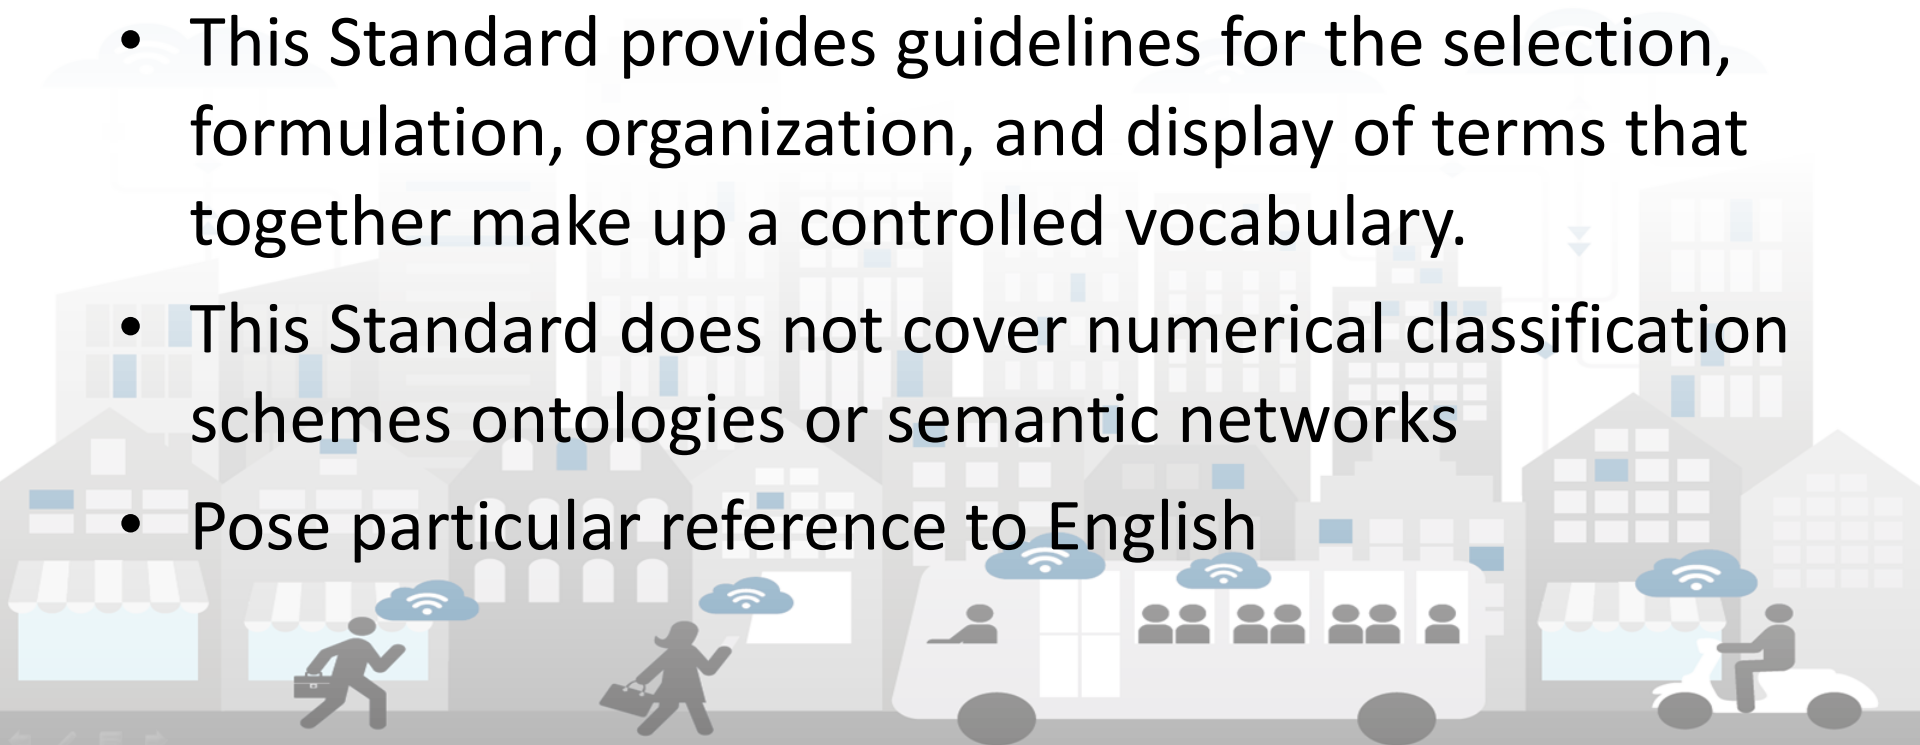 • This Standard provides guidelines for the selection,
formulation, organization, and display of terms that
together make up a controlled vocabulary.
• This Standard does not cover numerical classification
schemes ontologies or semantic networks
• Pose particular reference to English